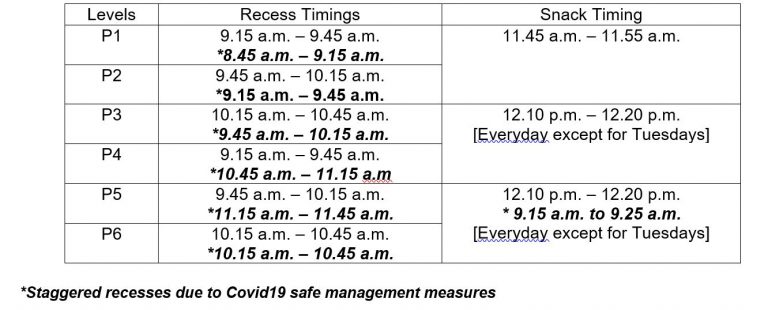 Levels Recess Timings Snack Timing
P1 9.15 a.m. – 9.45 a.m. 11.45 a.m. – 11.55 a.m.
*8.45 a.m. – 9.15 a.m.
P2 9.45 a.m. – 10.15 a.m.
*9.15 a.m. – 9.45 a.m.
P3 10.15 a.m. – 10.45 a.m. 12.10 p.m. – 12.20 p.m.
*9.45 a.m. – 10.15 a.m. [Everyday except for Tuesdays]
P4 9.15 a.m. – 9.45 a.m.
*10.45 a.m. – 11.15 a.m
P5 9.45 a.m. – 10.15 a.m. 12.10 p.m. – 12.20 p.m.
*11.15 a.m. – 11.45 a.m. * 9.15 a.m. to 9.25 a.m.
P6 10.15 a.m. – 10.45 a.m. [Everyday except for Tuesdays]
*10.15 a.m. – 10.45 a.m.
*Staggered recesses due to Covid19 safe management measures